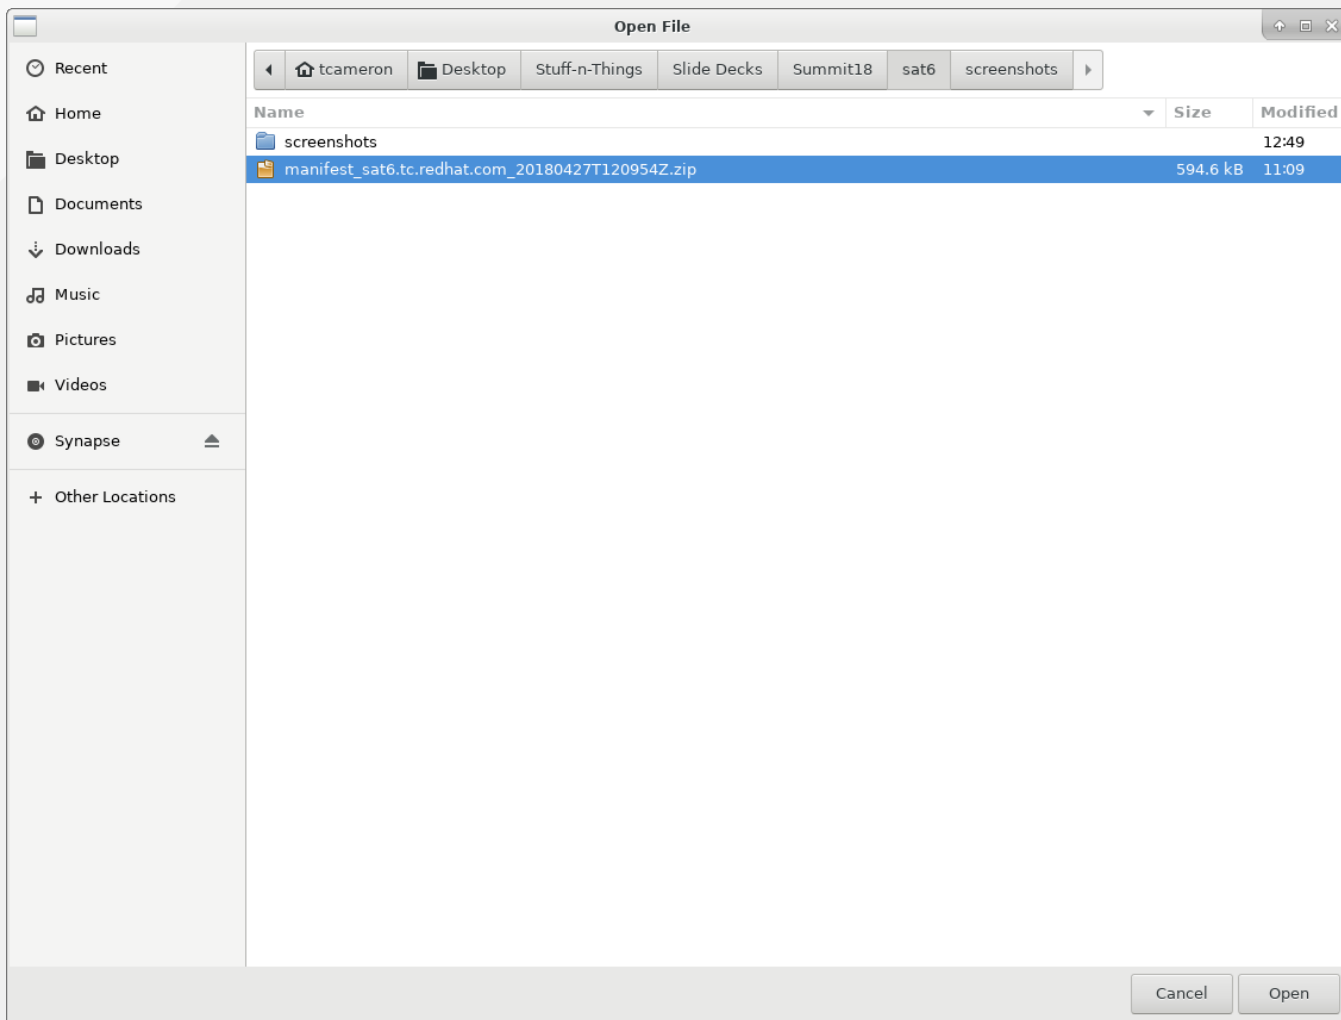 Open File
Recent
Home
Desktop
Documents
Downloads
Music
Pictures
Videos
Synapse
+ Other Locations
tcameron Desktop Stuff-n-Things Slide Decks Summit18 sat6 screenshots
Name Size Modified
screenshots 12:49
manifest_sat6.tc.redhat.com_20180427T120954Z.zip 594.6 kB 11:09
Cancel Open